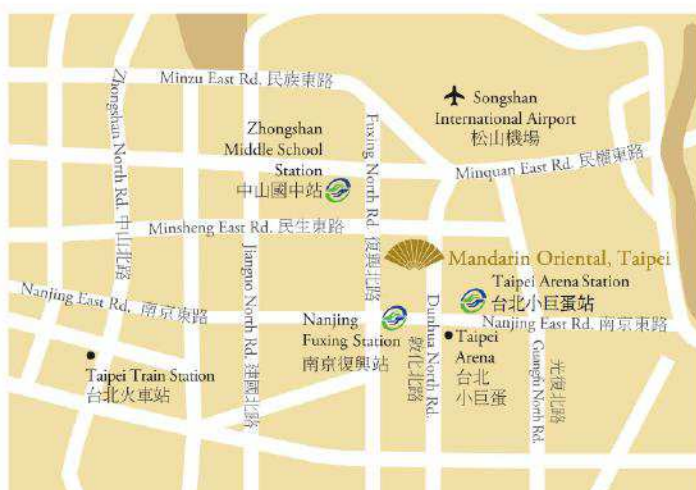 Minzu East Rd. 民族東路
Zhongshan North Rd. 中山北路
Songshan
International Airport
松山機場
Zhongshan
Middle School
Station
中山國中站
Fuxing North Rd. 復興北路
Minquan East Rd. 民權東路
Minsheng East Rd. 民生東路
Jianguo North Rd. 建國北路
Mandarin Oriental, Taipei
Taipei Arena Station
台北小巨蛋站
Nanjing East Rd. 南京東路
Nanjing
Fuxing Station
南京復興站
Dunhua North Rd.
敦化北路
Nanjing East Rd. 南京東路
Taipei
Arena
台北
小巨蛋
Guangfu North Rd.
光復北路
Taipei Train Station
台北火車站